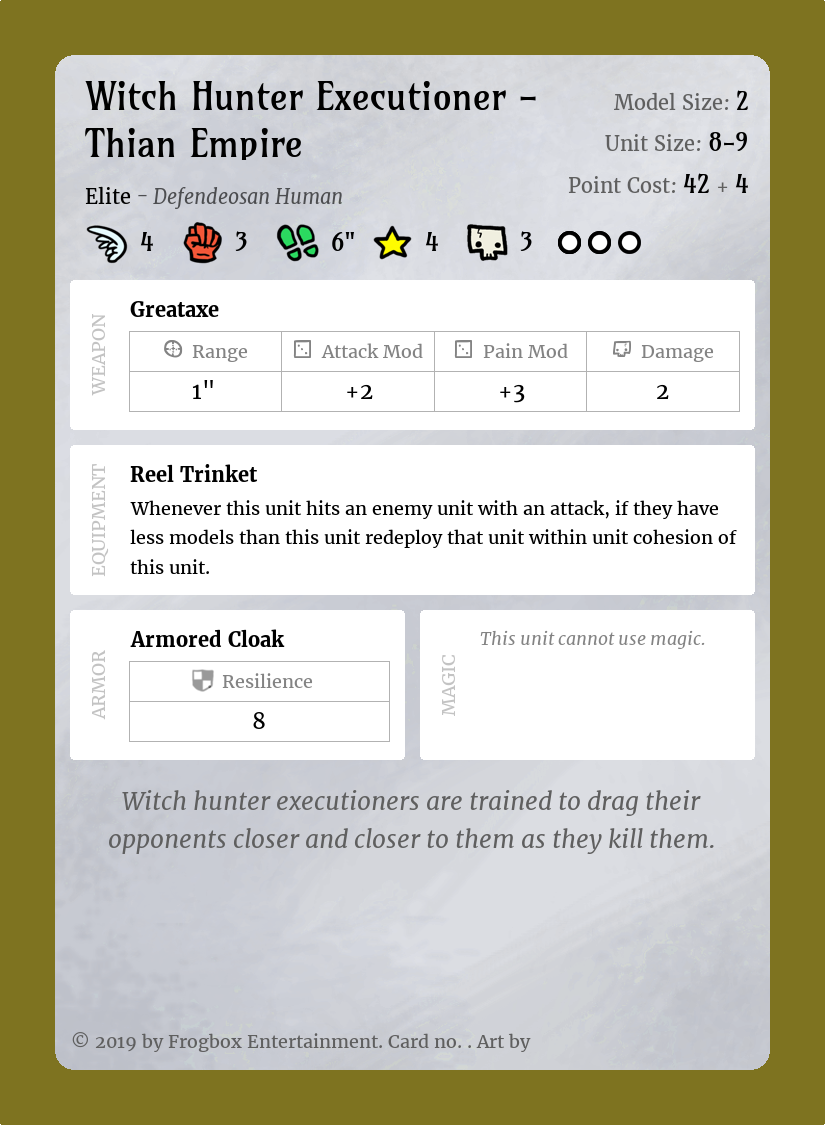 Witch Hunter Executioner –
Thian Empire
Model Size: 2
Unit Size: 8–9
Point Cost: 42 + 4
Elite – Defendeosan Human
4 3 6" 4 3
WEAPON
Greataxe
Range Attack Mod Pain Mod Damage
1" +2 +3 2
EQUIPMENT
Reel Trinket
Whenever this unit hits an enemy unit with an attack, if they have
less models than this unit redeploy that unit within unit cohesion of
this unit.
ARMOR
Armored Cloak
Resilience
8
MAGIC
This unit cannot use magic.
Witch hunter executioners are trained to drag their
opponents closer and closer to them as they kill them.
© 2019 by Frogbox Entertainment. Card no. . Art by